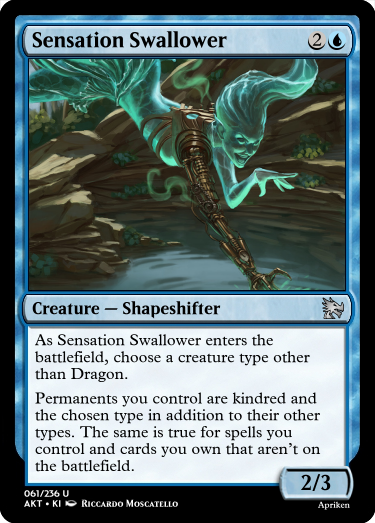 Sensation Swallower 2
Creature — Shapeshifter
As Sensation Swallower enters the
battlefield, choose a creature type other
than Dragon.
Permanents you control are kindred and
the chosen type in addition to their other
types. The same is true for spells you
control and cards you own that aren't on
the battlefield.
2/3
061/236 U
AKT • KI Riccardo Moscatello
Apriken